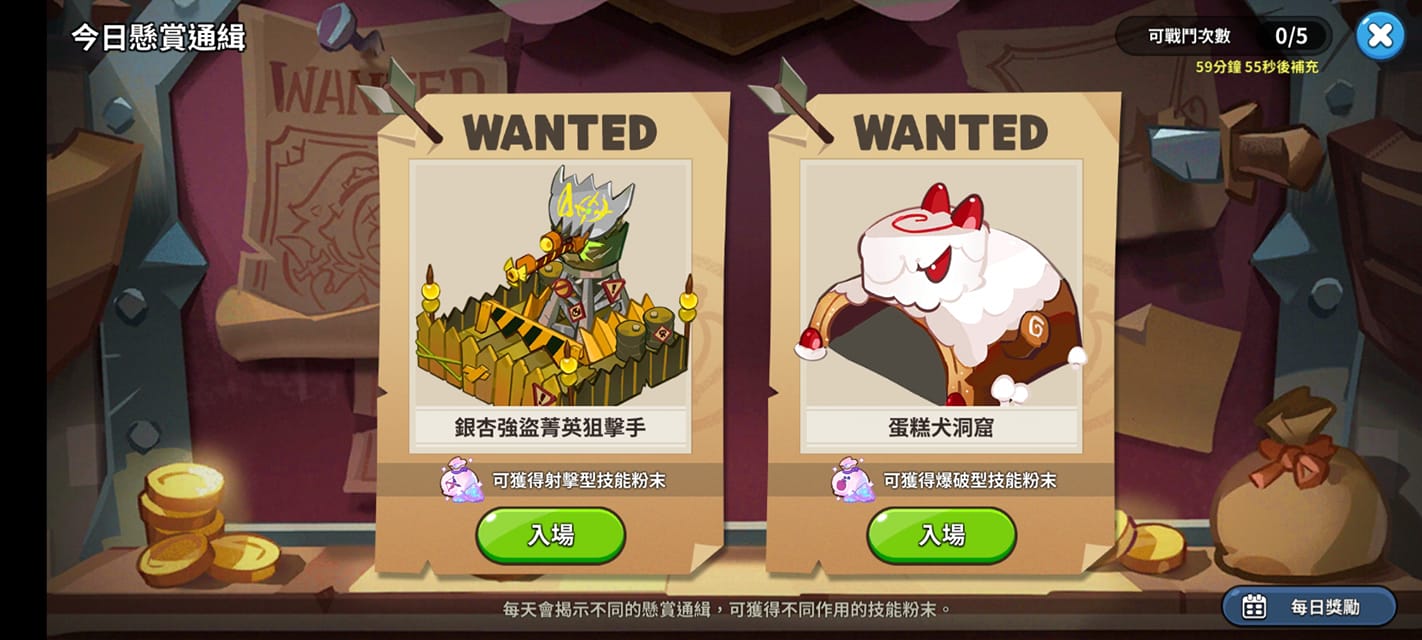 今日懸賞通緝
可戰鬥次數 0/5
59分鐘 55秒後補充
WANTED
WANTED
WANTED
銀杏強盜菁英狙擊手
蛋糕犬洞窟
可獲得射擊型技能粉末
可獲得爆破型技能粉末
入場
入場
每天會揭示不同的懸賞通緝，可獲得不同作用的技能粉末。
每日獎勵